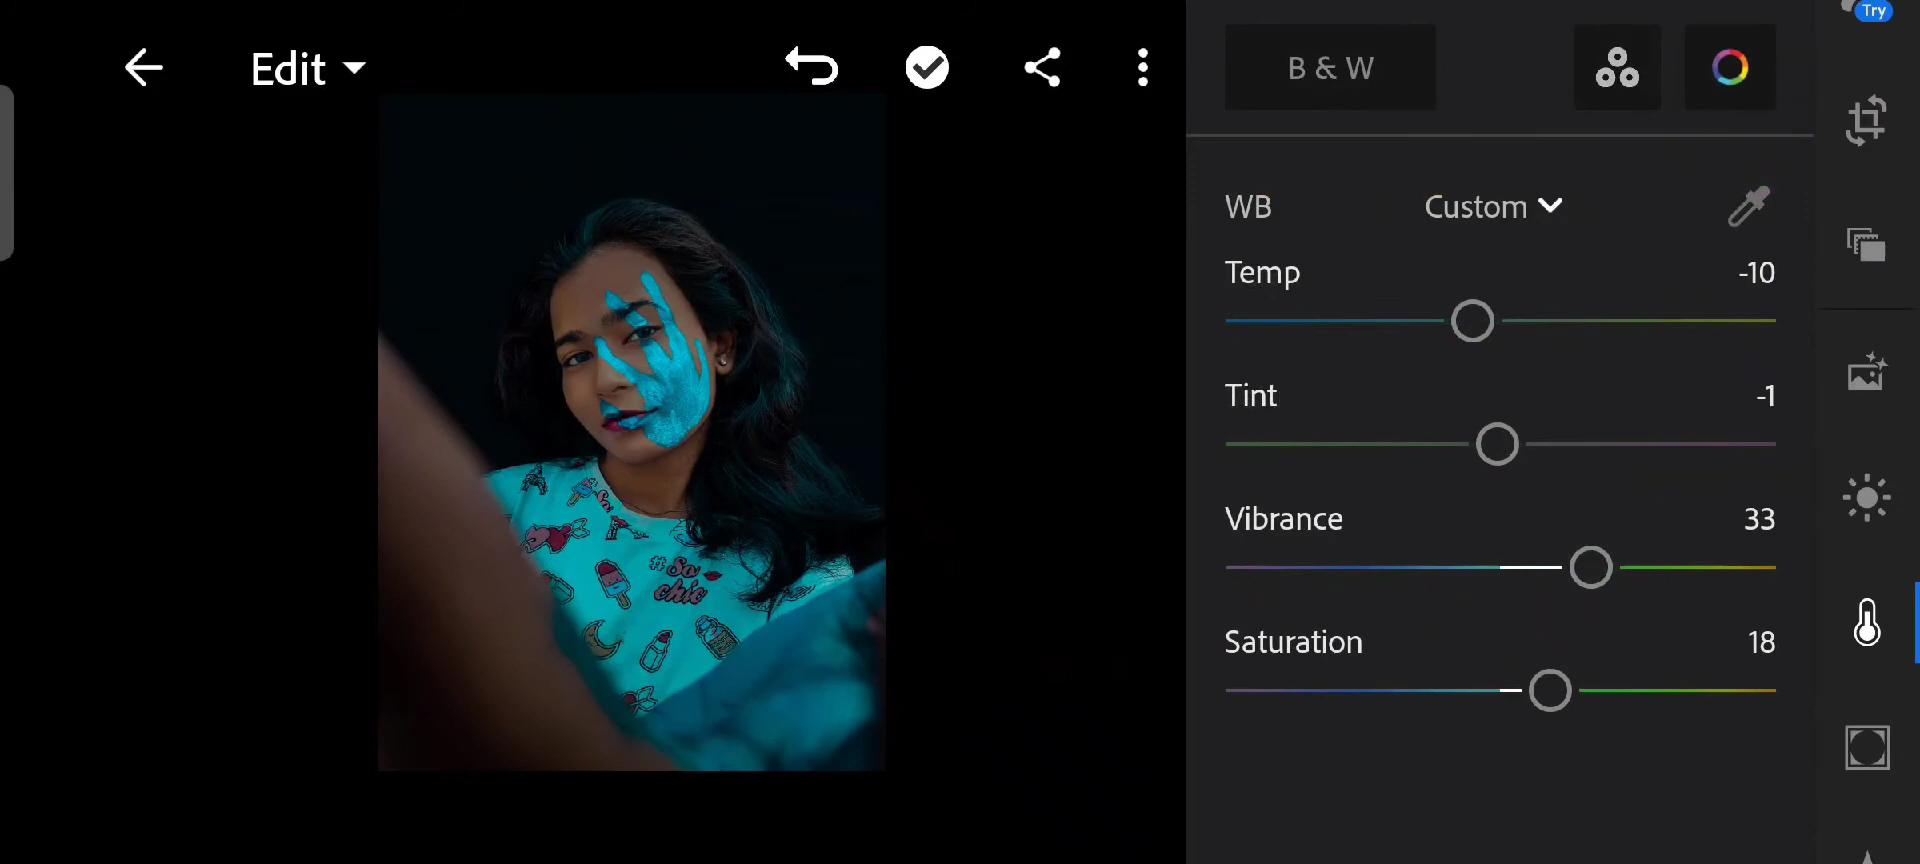 Edit
Try
B & W
WB Custom
Temp -10
Tint -1
Vibrance 33
Saturation 18
#So
chic